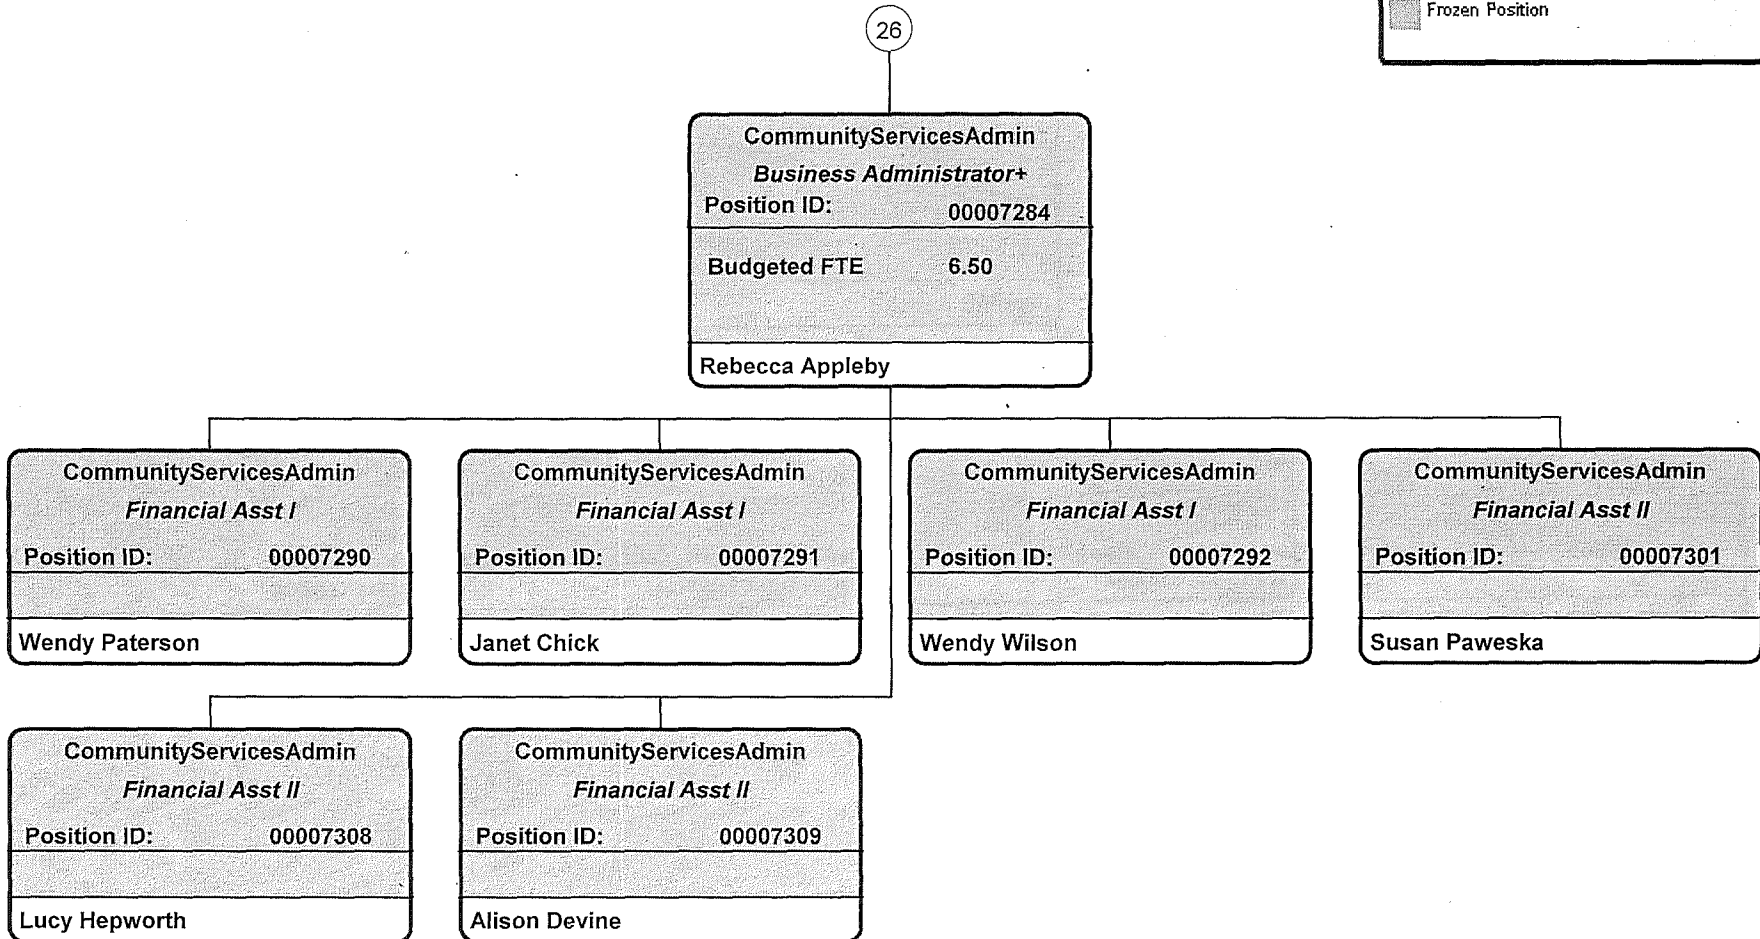 Frozen Position
26
CommunityServicesAdmin
Business Administrator+
Position ID: 00007284
Budgeted FTE 6.50
Rebecca Appleby
CommunityServicesAdmin
Financial Asst I
Position ID: 00007290
Wendy Paterson
CommunityServicesAdmin
Financial Asst I
Position ID: 00007291
Janet Chick
CommunityServicesAdmin
Financial Asst I
Position ID: 00007292
Wendy Wilson
CommunityServicesAdmin
Financial Asst II
Position ID: 00007301
Susan Paweska
CommunityServicesAdmin
Financial Asst II
Position ID: 00007308
Lucy Hepworth
CommunityServicesAdmin
Financial Asst II
Position ID: 00007309
Alison Devine